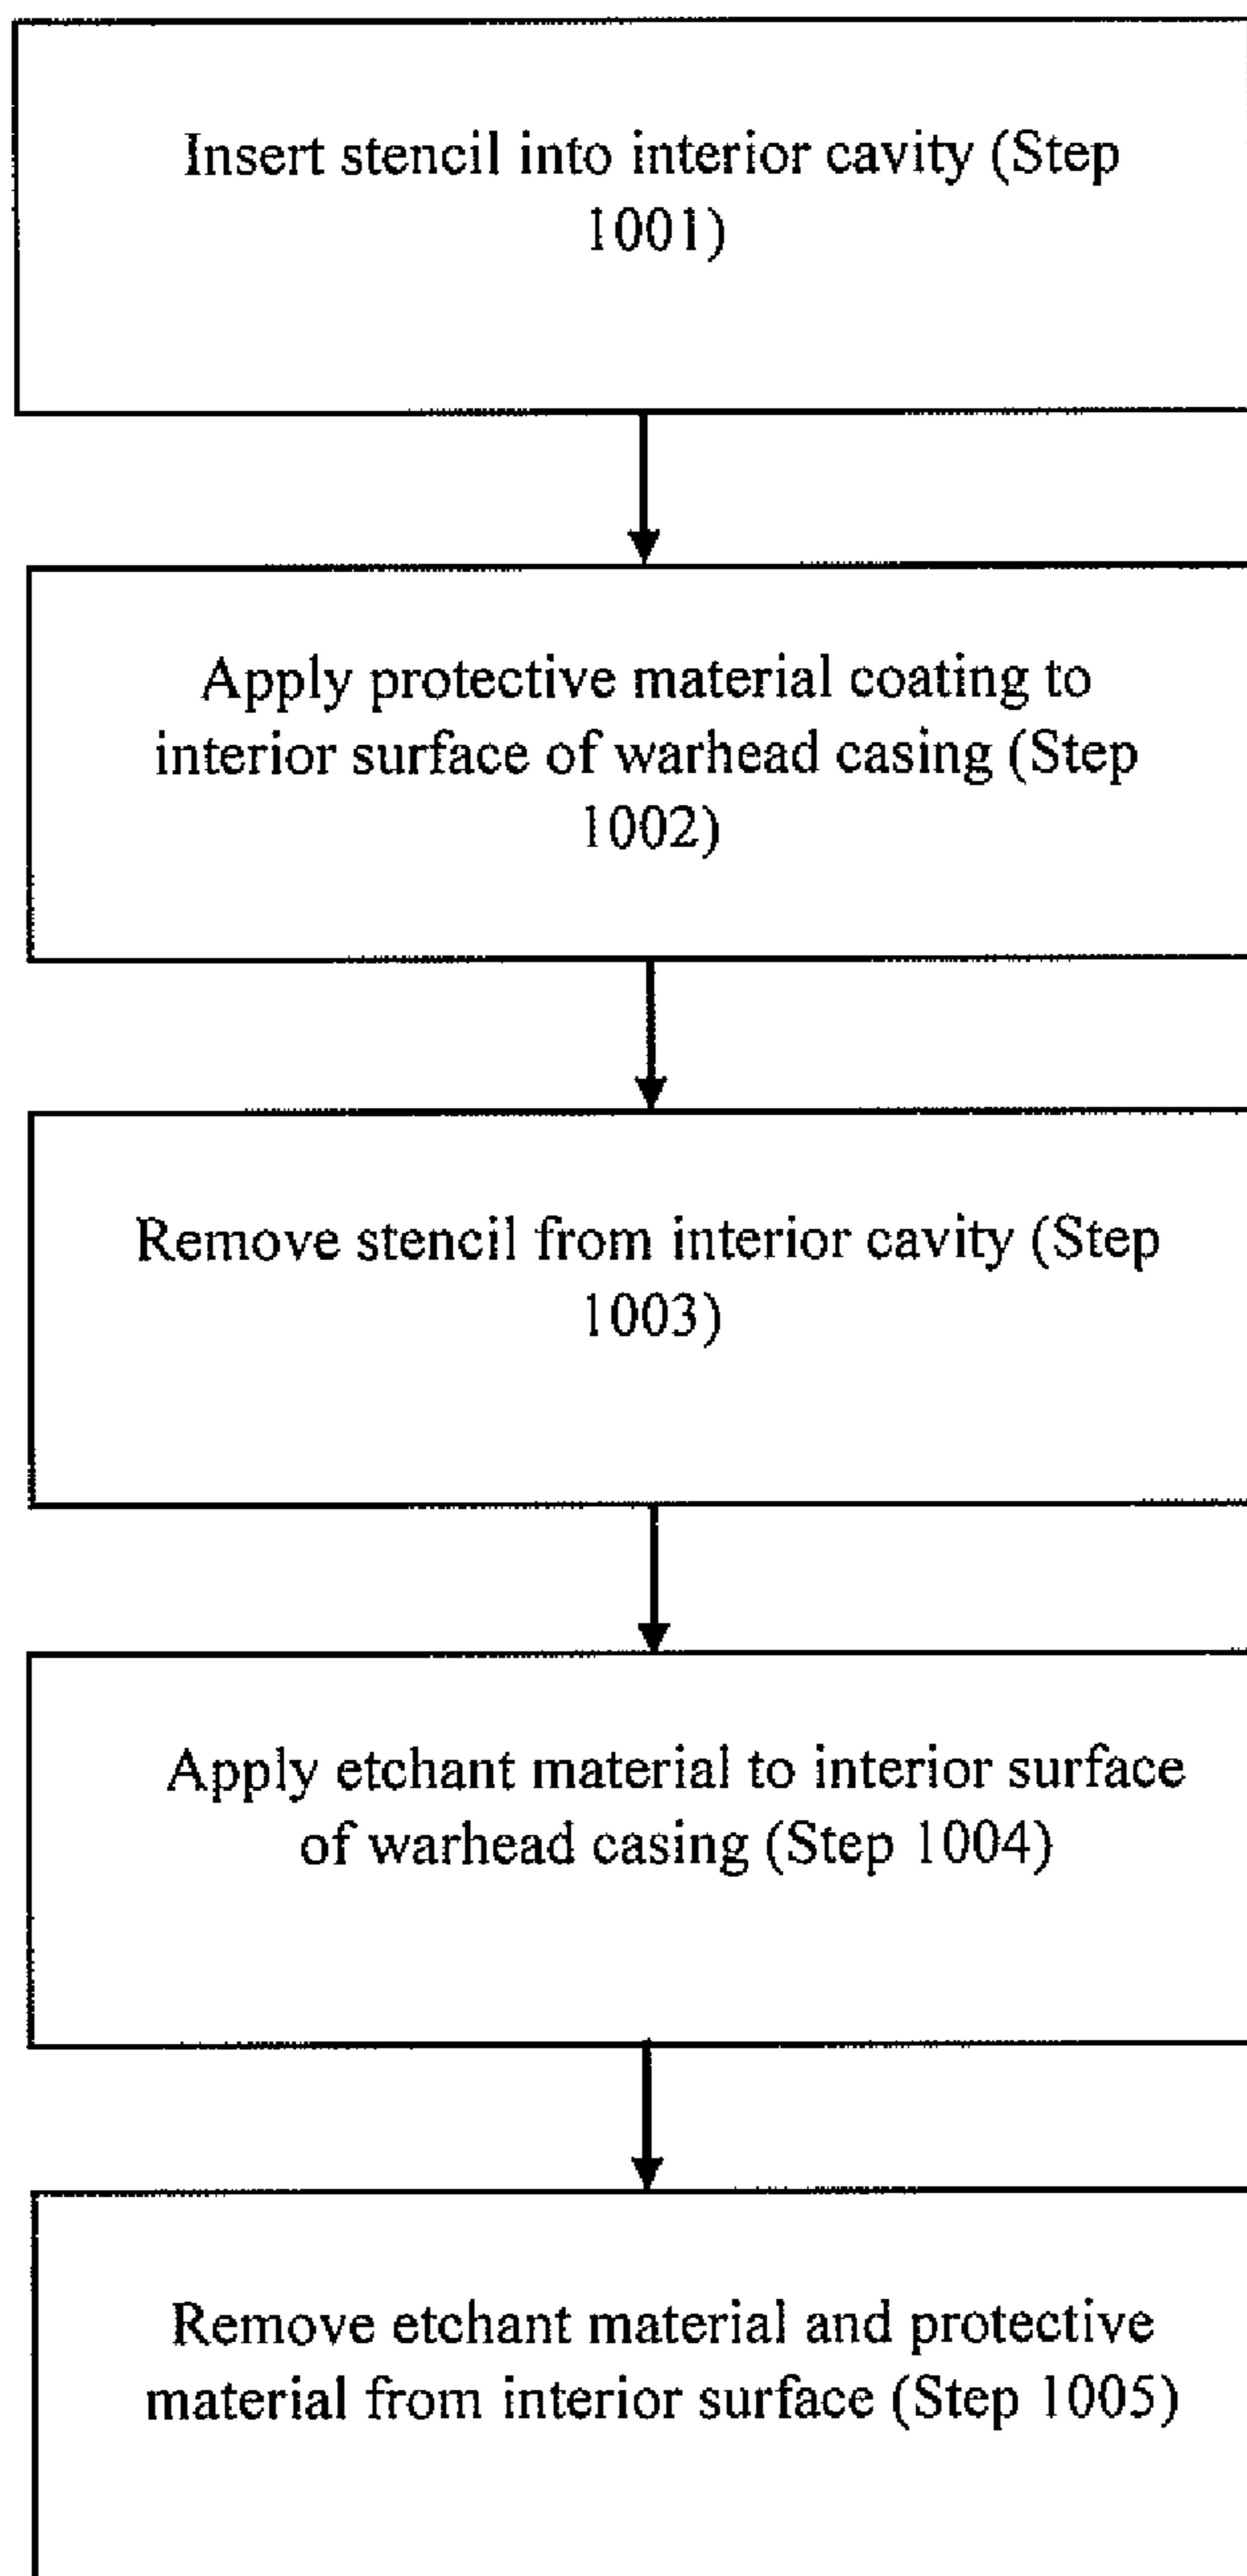 Insert stencil into interior cavity (Step
1001)
Apply protective material coating to
interior surface of warhead casing (Step
1002)
Remove stencil from interior cavity (Step
1003)
Apply etchant material to interior surface
of warhead casing (Step 1004)
Remove etchant material and protective
material from interior surface (Step 1005)